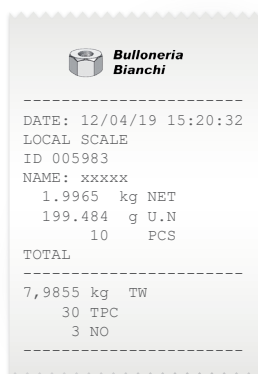 Bulloneria
Bianchi
----------------------
DATE: 12/04/19 15:20:32
LOCAL SCALE
ID 005983
NAME: xxxxx
1.9965 kg NET
199.484 g U.N
10 PCS
TOTAL
----------------------
7,9855 kg TW
30 TPC
3 NO
----------------------